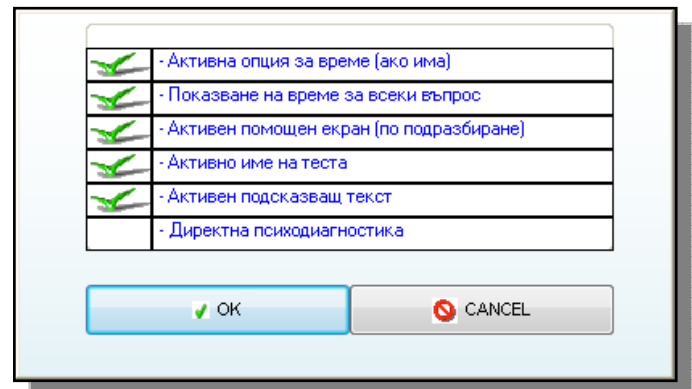 - Активна опция за време (ако има)
- Показване на време за всеки въпрос
- Активен помощен екран (по подразбиране)
- Активно име на теста
- Активен подсказващ текст
- Директна психодиагностика
OK
CANCEL